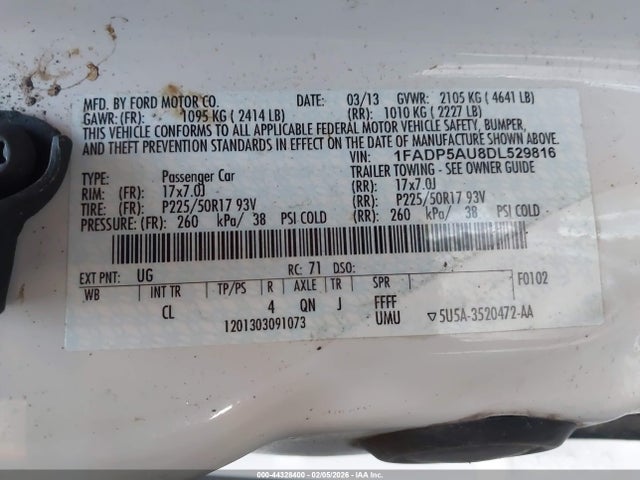 MFD. BY FORD MOTOR CO. DATE: 03/13 GVWR: 2105 KG ( 4641 LB)
GAWR: (FR): 1095 KG ( 2414 LB) (RR): 1010 KG ( 2227 LB)
THIS VEHICLE CONFORMS TO ALL APPLICABLE FEDERAL MOTOR VEHICLE SAFETY, BUMPER,
AND THEFT PREVENTION STANDARDS IN EFFECT ON THE DATE OF MANUFACTURE SHOWN ABOVE.
VIN: 1FADP5AU8DL529816
TYPE: Passenger Car TRAILER TOWING - SEE OWNER GUIDE
RIM: (FR): 17x7.0J (RR): 17x7.0J
TIRE: (FR): P225/50R17 93V (RR): P225/50R17 93V
PRESSURE: (FR): 260 kPa/ 38 PSI COLD (RR): 260 kPa/ 38 PSI COLD
EXT PNT: UG RC: 71 DSO: F0102
WB INT TR TP/PS R AXLE TR SPR
CL 4 QN J FFFF
1201303091073 UMU ▽5U5A-3520472-AA
000-44328400 - 02/05/2026 - IAA